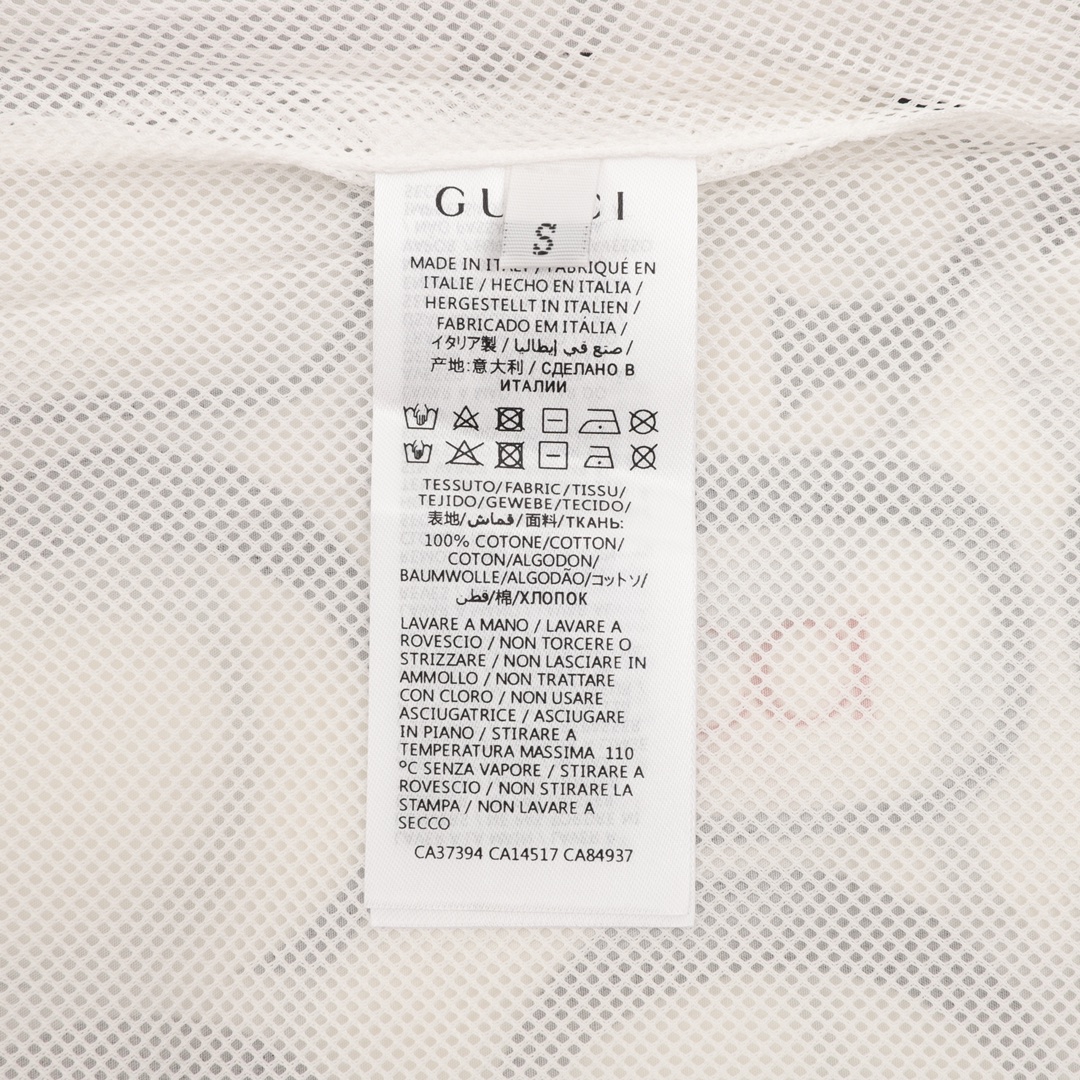 GUCCI
S
MADE IN ITALY / FABRIQUÉ EN
ITALIE / HECHO EN ITALIA /
HERGESTELLT IN ITALIEN /
FABRICADO EM ITÁLIA /
イタリア製 / صنع في إيطاليا /
产地:意大利 / СДЕЛАНО В
ИТАЛИИ
TESSUTO/FABRIC/TISSU/
TEJIDO/GEWEBE/TECIDO/
表地/قماش/面料/ТКАНЬ:
100% COTONE/COTTON/
COTON/ALGODON/
BAUMWOLLE/ALGODÃO/コットソ/
قطن/棉/ХЛОПОК
LAVARE A MANO / LAVARE A
ROVESCIO / NON TORCERE O
STRIZZARE / NON LASCIARE IN
AMMOLLO / NON TRATTARE
CON CLORO / NON USARE
ASCIUGATRICE / ASCIUGARE
IN PIANO / STIRARE A
TEMPERATURA MASSIMA 110
°C SENZA VAPORE / STIRARE A
ROVESCIO / NON STIRARE LA
STAMPA / NON LAVARE A
SECCO
CA37394 CA14517 CA84937